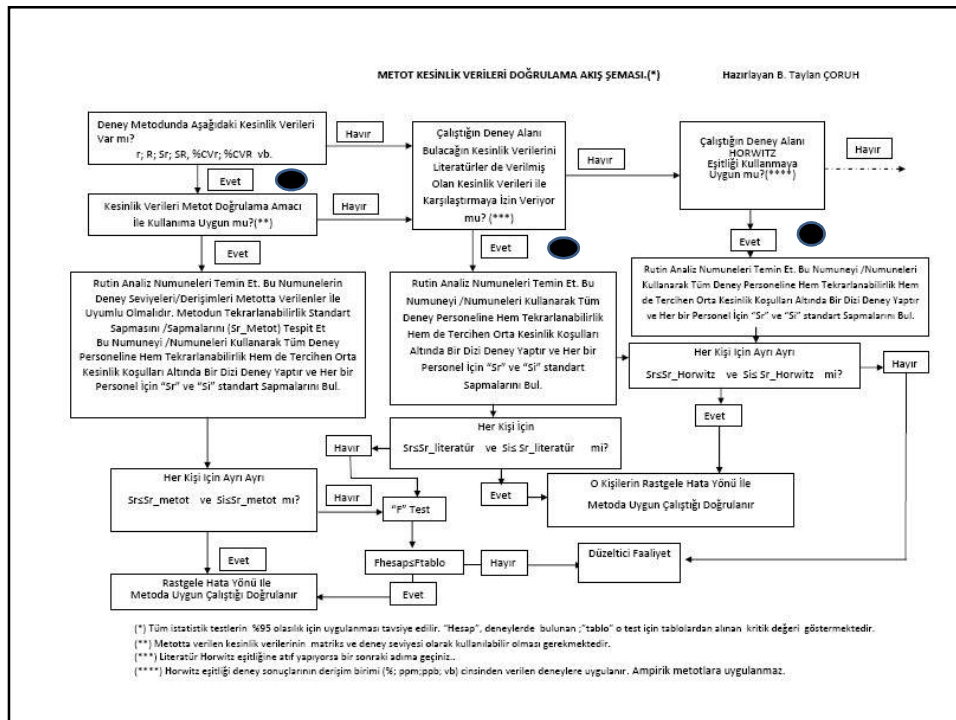 METOT KESİNLİK VERİLERİ DOĞRULAMA AKIŞ ŞEMASI.(*)
Hazırlayan B. Taylan ÇORUH
Deney Metodunda Aşağıdaki Kesinlik Verileri
Var mı?
r; R; Sr; SR, %CVr; %CVR vb.
Hayır
Çalıştığın Deney Alanı
Bulacağın Kesinlik Verilerini
Literatürler de Verilmiş
Olan Kesinlik Verileri ile
Karşılaştırmaya İzin Veriyor
mu? (***)
Hayır
Çalıştığın Deney Alanı
HORWITZ
Eşitliği Kullanmaya
Uygun mu?(****)
Hayır
Evet
Kesinlik Verileri Metot Doğrulama Amacı
İle Kullanıma Uygun mu?(**)
Hayır
Evet
Evet
Evet
Rutin Analiz Numuneleri Temin Et. Bu Numunelerin
Deney Seviyeleri/Derişimleri Metotta Verilenler İle
Uyumlu Olmalıdır. Metodun Tekrarlanabilirlik Standart
Sapmasını /Sapmalarını (Sr_Metot) Tespit Et
Bu Numuneyi /Numuneleri Kullanarak Tüm Deney
Personeline Hem Tekrarlanabilirlik Hem de Tercihen Orta
Kesinlik Koşulları Altında Bir Dizi Deney Yaptır ve Her bir
Personel İçin "Sr" ve "Si" standart Sapmalarını Bul.
Rutin Analiz Numuneleri Temin Et. Bu
Numuneyi /Numuneleri Kullanarak Tüm
Deney Personeline Hem Tekrarlanabilirlik
Hem de Tercihen Orta Kesinlik Koşulları
Altında Bir Dizi Deney Yaptır ve Her bir
Personel İçin "Sr" ve "Si" standart
Sapmalarını Bul.
Rutin Analiz Numuneleri Temin Et. Bu Numuneyi /Numuneleri
Kullanarak Tüm Deney Personeline Hem Tekrarlanabilirlik Hem
de Tercihen Orta Kesinlik Koşulları Altında Bir Dizi Deney Yaptır
ve Her bir Personel İçin "Sr" ve "Si" standart Sapmalarını Bul.
Her Kişi İçin Ayrı Ayrı
Sr≤Sr_Horwitz ve Si≤ Sr_Horwitz mi?
Hayır
Evet
Her Kişi İçin
Sr≤Sr_literatür ve Si≤ Sr_literatür mi?
Hayır
Evet
O Kişilerin Rastgele Hata Yönü İle
Metoda Uygun Çalıştığı Doğrulanır
Her Kişi İçin Ayrı Ayrı
Sr≤Sr_metot ve Si≤Sr_metot mı?
Hayır
"F" Test
Evet
Fhesap≤Ftablo
Hayır
Düzeltici Faaliyet
Evet
Rastgele Hata Yönü İle
Metoda Uygun Çalıştığı Doğrulanır
(*) Tüm istatistik testlerin %95 olasılık için uygulanması tavsiye edilir. "Hesap", deneylerde bulunan ;"tablo" o test için tablolardan alınan kritik değeri göstermektedir.
(**) Metotta verilen kesinlik verilerinin matriks ve deney seviyesi olarak kullanılabilir olması gerekmektedir.
(***) Literatür Horwitz eşitliğine atıf yapıyorsa bir sonraki adıma geçiniz..
(****) Horwitz eşitliği deney sonuçlarının derişim birimi (%; ppm;ppb; vb) cinsinden verilen deneylere uygulanır. Ampirik metotlara uygulanmaz.